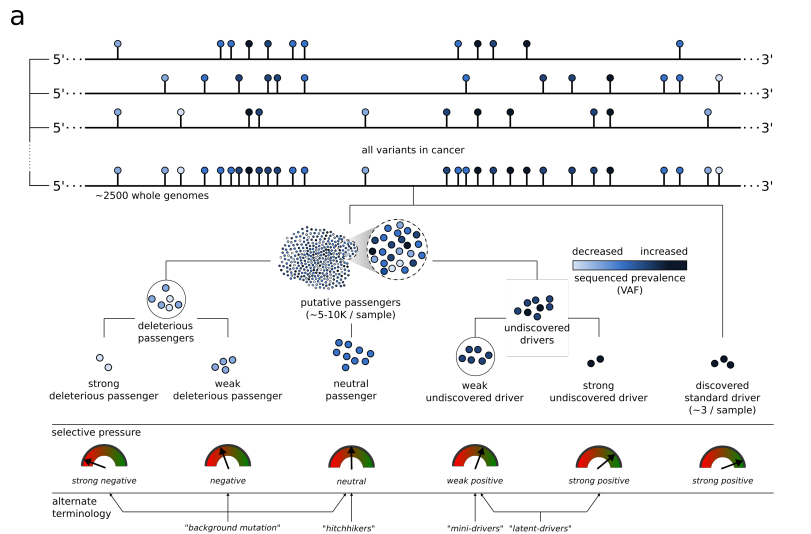 a
5' 3'
5' 3'
5' 3'
all variants in cancer
5' 3'
~2500 whole genomes
decreased increased
sequenced prevalence
(VAF)
putative passengers
(~5-10K / sample)
deleterious
passengers
undiscovered
drivers
strong
deleterious passenger
weak
deleterious passenger
neutral
passenger
weak
undiscovered driver
strong
undiscovered driver
discovered
standard driver
(~3 / sample)
selective pressure
strong negative negative neutral weak positive strong positive strong positive
alternate
terminology
"background mutation" "hitchhikers" "mini-drivers" "latent-drivers"